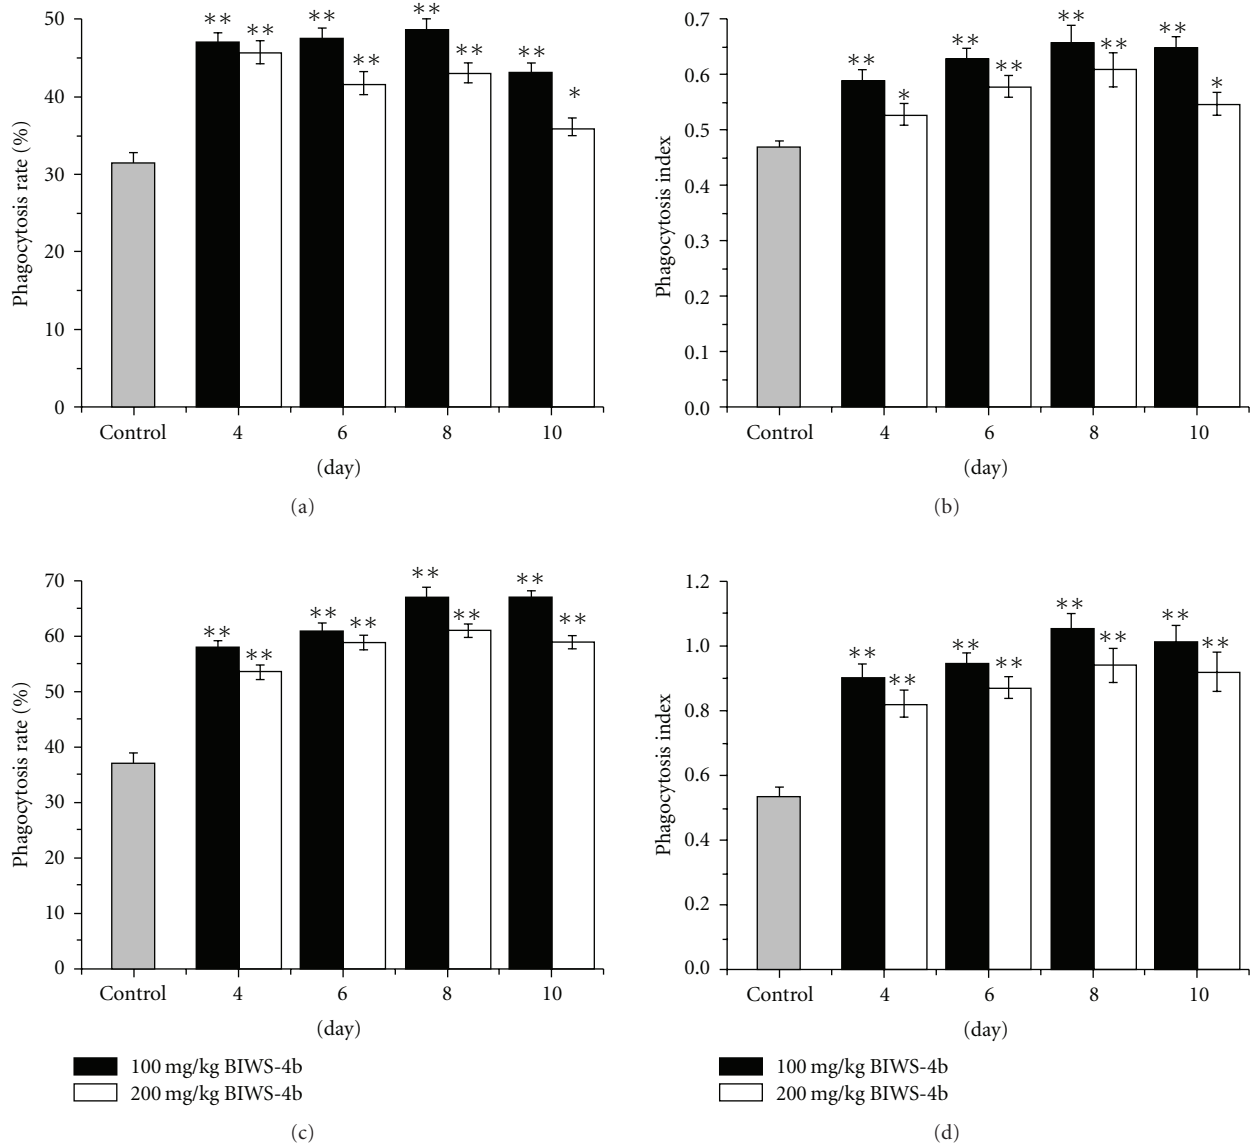 Phagocytosis rate (%)
50
40
30
20
10
0
** ** ** ** ** ** ** *
Control 4 6 8 10
(day)
(a)
Phagocytosis index
0.7
0.6
0.5
0.4
0.3
0.2
0.1
0.0
** * ** ** ** ** ** *
Control 4 6 8 10
(day)
(b)
Phagocytosis rate (%)
70
60
50
40
30
20
10
0
** ** ** ** ** ** ** **
Control 4 6 8 10
(day)
100 mg/kg BIWS-4b
200 mg/kg BIWS-4b
(c)
Phagocytosis index
1.2
1.0
0.8
0.6
0.4
0.2
0.0
** ** ** ** ** ** ** **
Control 4 6 8 10
(day)
100 mg/kg BIWS-4b
200 mg/kg BIWS-4b
(d)